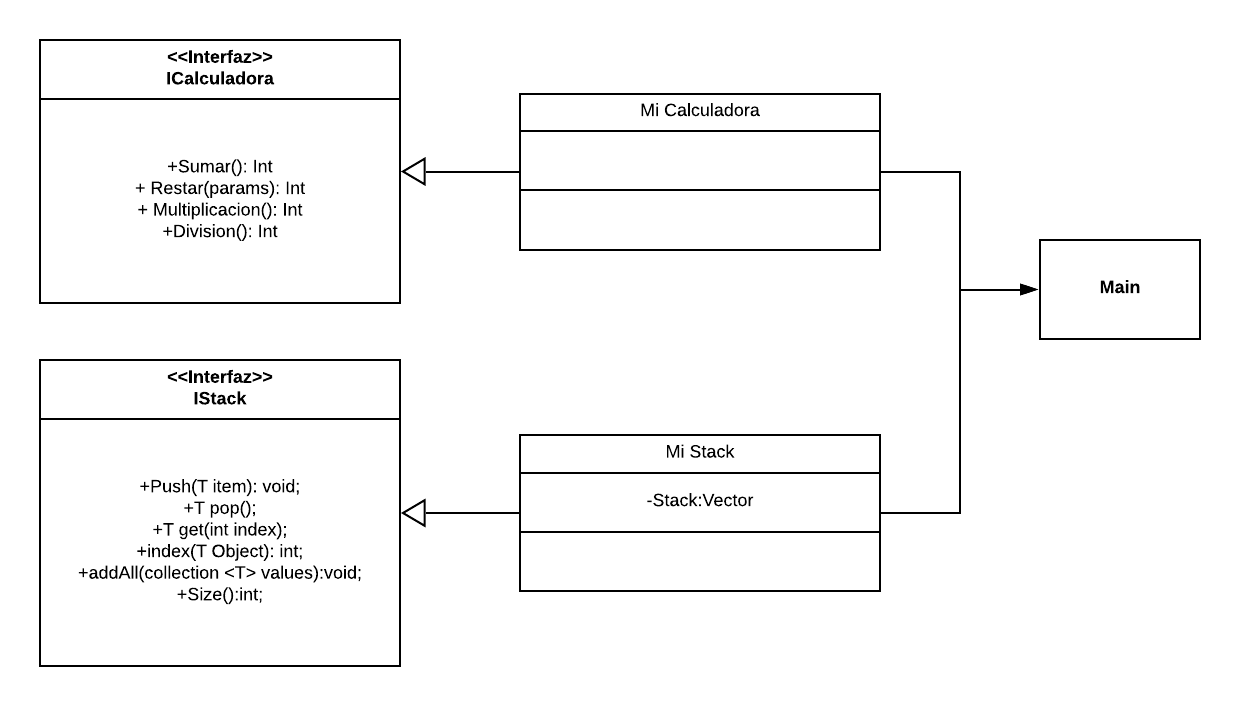 <<Interfaz>>
ICalculadora
+Sumar(): Int
+ Restar(params): Int
+ Multiplicacion(): Int
+Division(): Int
Mi Calculadora
Main
<<Interfaz>>
IStack
+Push(T item): void;
+T pop();
+T get(int index);
+index(T Object): int;
+addAll(collection <T> values):void;
+Size():int;
Mi Stack
-Stack:Vector